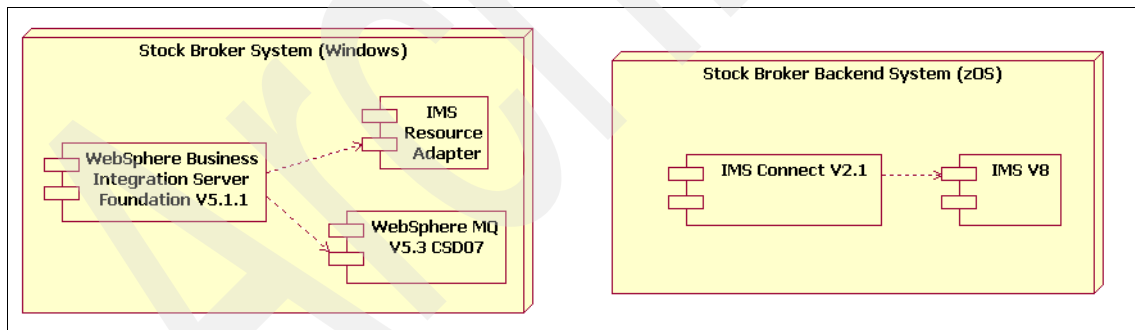 Stock Broker System (Windows)
WebSphere Business
Integration Server
Foundation V5.1.1
IMS
Resource
Adapter
WebSphere MQ
V5.3 CSD07
Stock Broker Backend System (zOS)
IMS Connect V2.1
IMS V8